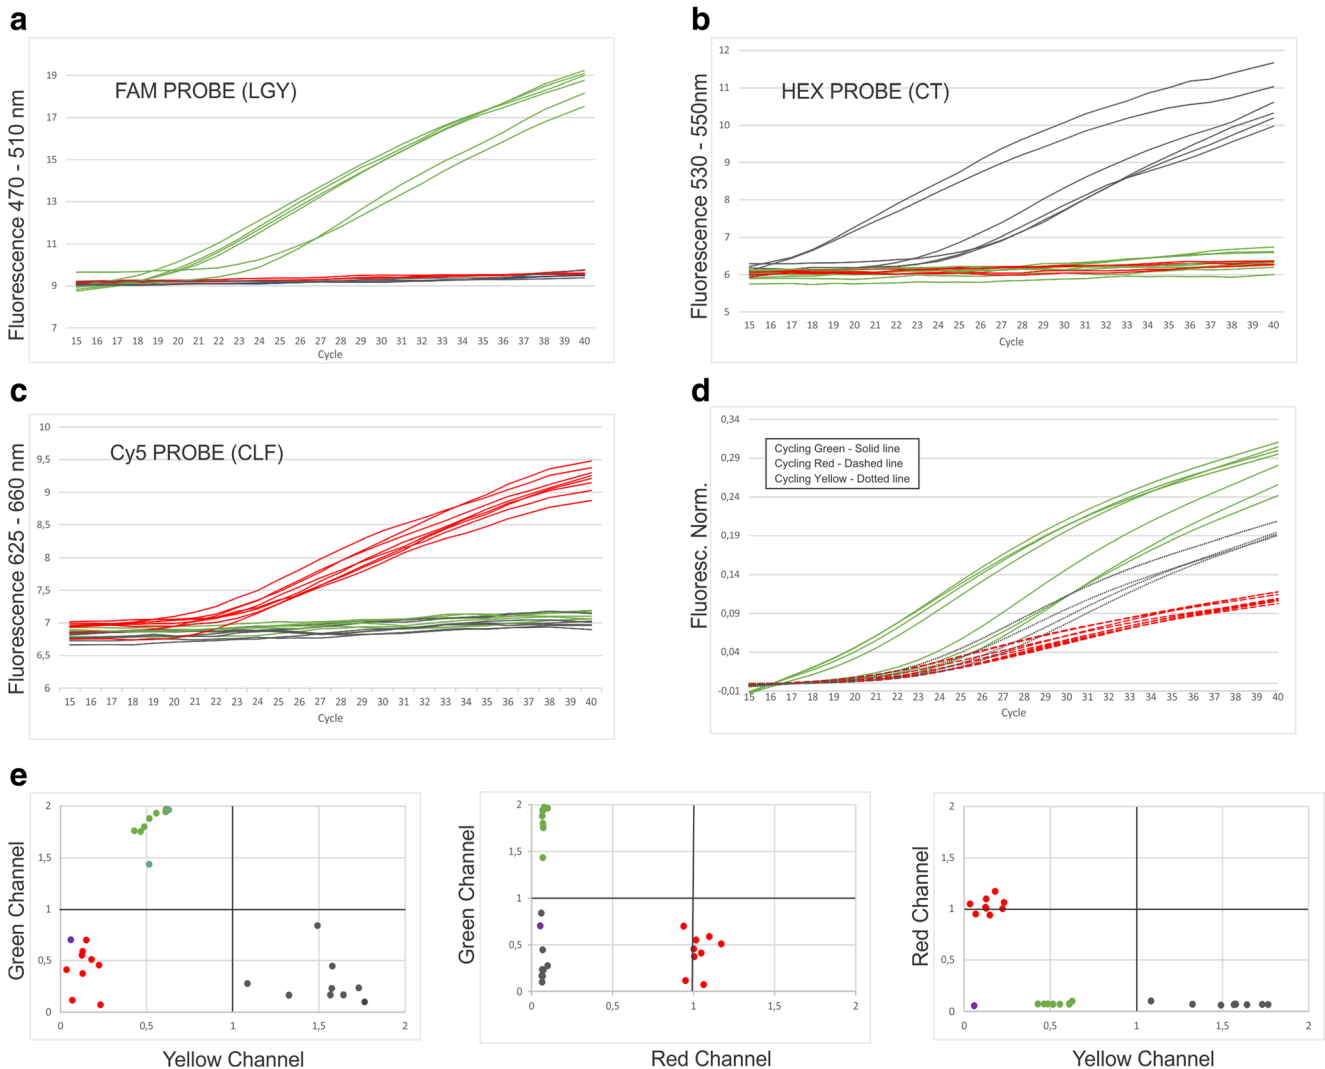 a
FAM PROBE (LGY)
Fluorescence 470 - 510 nm
19
17
15
13
11
9
7
15 16 17 19 20 21 22 23 24 26 27 28 29 30 31 32 33 34 35 36 37 38 39 40
Cycle
b
HEX PROBE (CT)
Fluorescence 530 - 550nm
12
11
10
9
8
7
6
5
15 16 17 18 19 20 21 22 23 24 25 26 27 28 29 30 31 32 33 34 35 36 37 38 39 40
Cycle
c
Cy5 PROBE (CLF)
Fluorescence 625 - 660 nm
10
9,5
9
8,5
8
7,5
7
6,5
6
15 16 17 19 20 21 22 23 24 26 27 28 29 30 31 32 33 34 35 36 38 39 40
Cycle
d
Cycling Green - Solid line
Cycling Red - Dashed line
Cycling Yellow - Dotted line
Fluoresc. Norm.
0,34
0,29
0,24
0,19
0,14
0,09
0,04
-0,01
15 16 17 18 19 20 21 22 23 24 25 26 27 28 29 30 31 32 33 34 35 36 37 38 40
Cycle
e
Green Channel
2
1,5
1
0,5
0
0 0,5 1 1,5 2
Yellow Channel
Green Channel
2
1,5
1
0,5
0
0 1 2
Red Channel
Red Channel
2
1,5
1
0,5
0
0 0,5 1 1,5 2
Yellow Channel